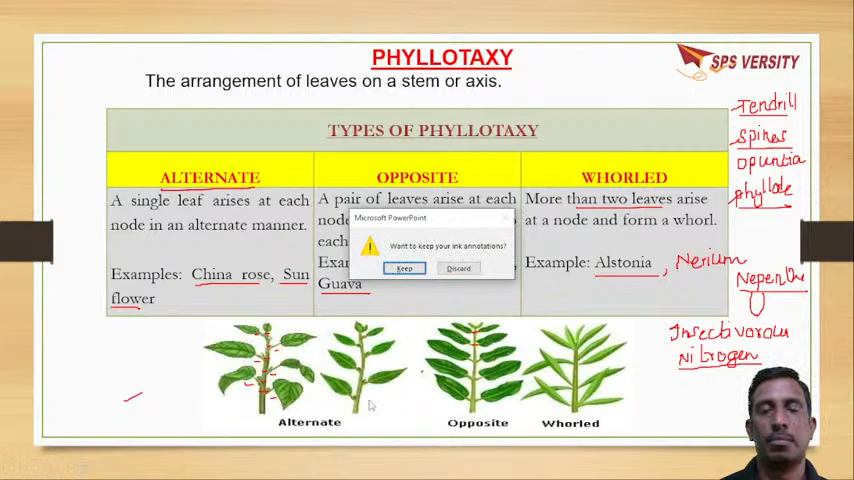 PHYLLOTAXY
SPS VERSITY
The arrangement of leaves on a stem or axis.
TYPES OF PHYLLOTAXY
ALTERNATE
OPPOSITE
WHORLED
A single leaf arises at each
node in an alternate manner.
Examples: China rose, Sun
flower
A pair of leaves arise at each
node
each
Guava
More than two leaves arise
at a node and form a whorl.
Example: Alstonia , Nerium
Microsoft PowerPoint
Want to keep your ink annotations?
Keep
Discard
Tendrill
Spines
Opuntia
phyllode
Insectivorous
Nitrogen
Alternate
Opposite
Whorled